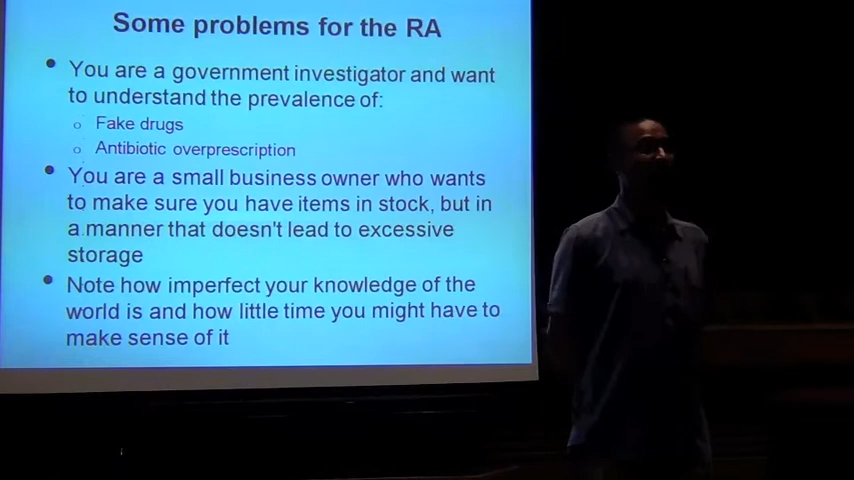 Some problems for the RA
• You are a government investigator and want
to understand the prevalence of:
o Fake drugs
o Antibiotic overprescription
• You are a small business owner who wants
to make sure you have items in stock, but in
a manner that doesn't lead to excessive
storage
• Note how imperfect your knowledge of the
world is and how little time you might have to
make sense of it